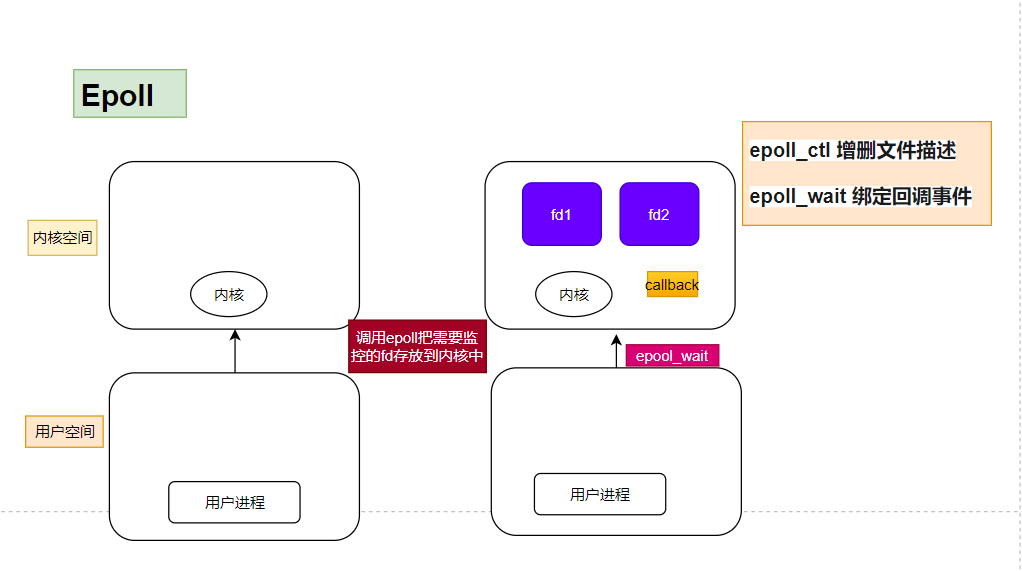 Epoll
epoll_ctl 增删文件描述
epoll_wait 绑定回调事件
fd1
fd2
内核空间
内核
内核
callback
调用epoll把需要监
控的fd存放到内核中
epool_wait
用户空间
用户进程
用户进程